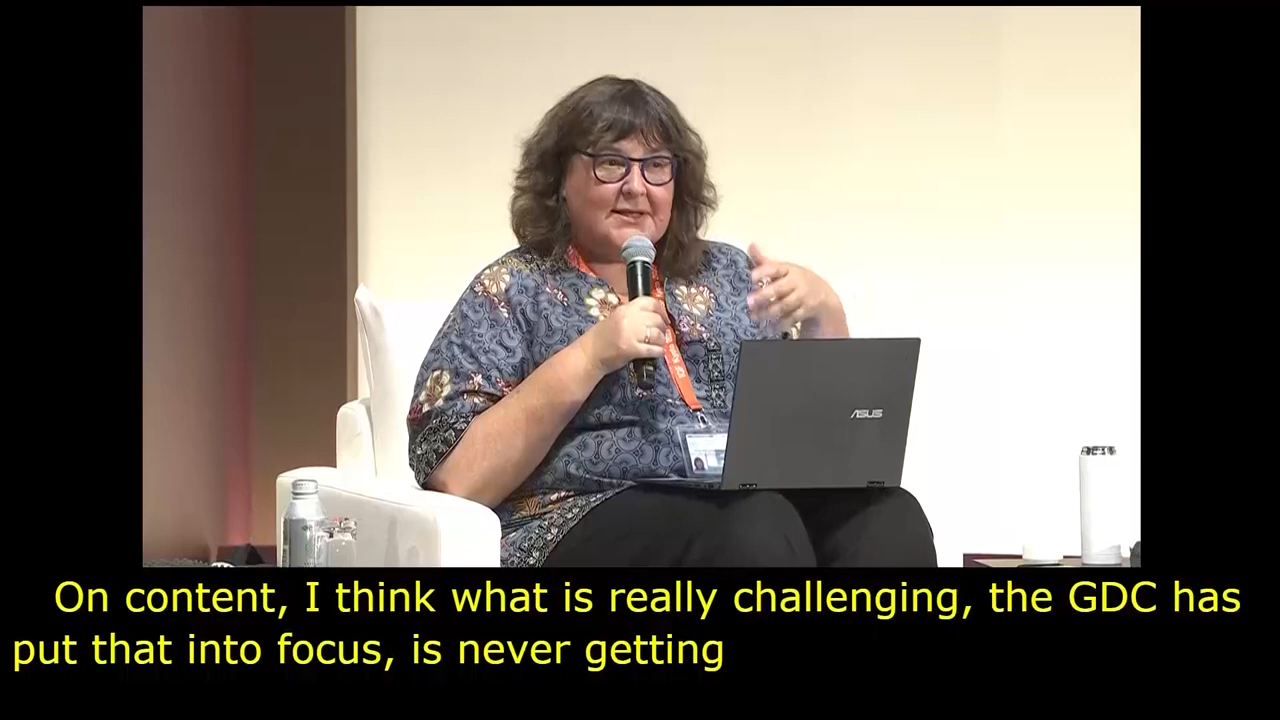 ASUS
On content, I think what is really challenging, the GDC has
put that into focus, is never getting